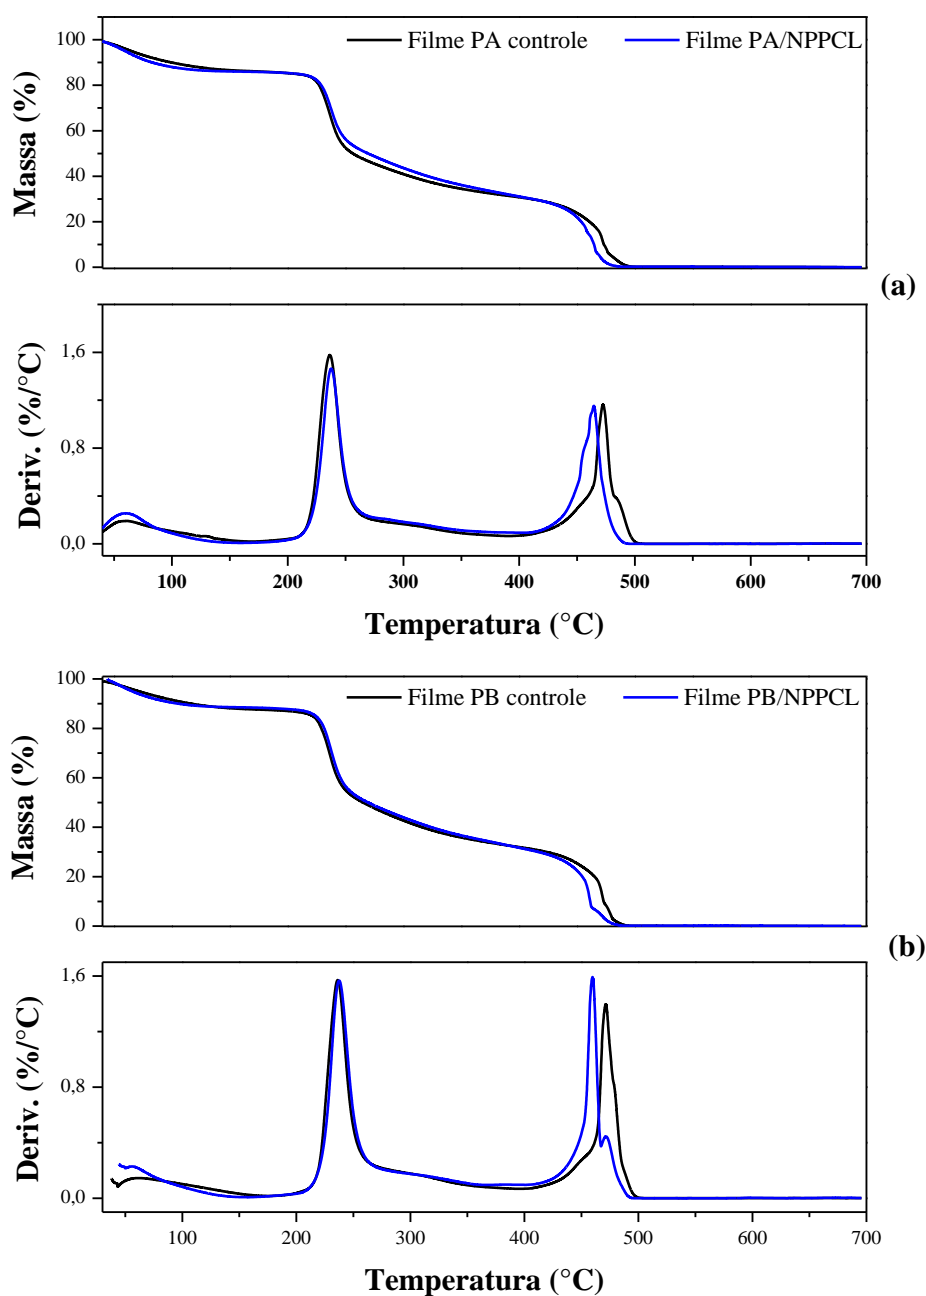 Filme PA controle Filme PA/NPPCL
Massa (%)
100
80
60
40
20
0
(a)
Deriv. (%/°C)
1,6
0,8
0,0
100 200 300 400 500 600 700
Temperatura (°C)
Filme PB controle Filme PB/NPPCL
Massa (%)
100
80
60
40
20
0
(b)
Deriv. (%/°C)
1,6
0,8
0,0
100 200 300 400 500 600 700
Temperatura (°C)